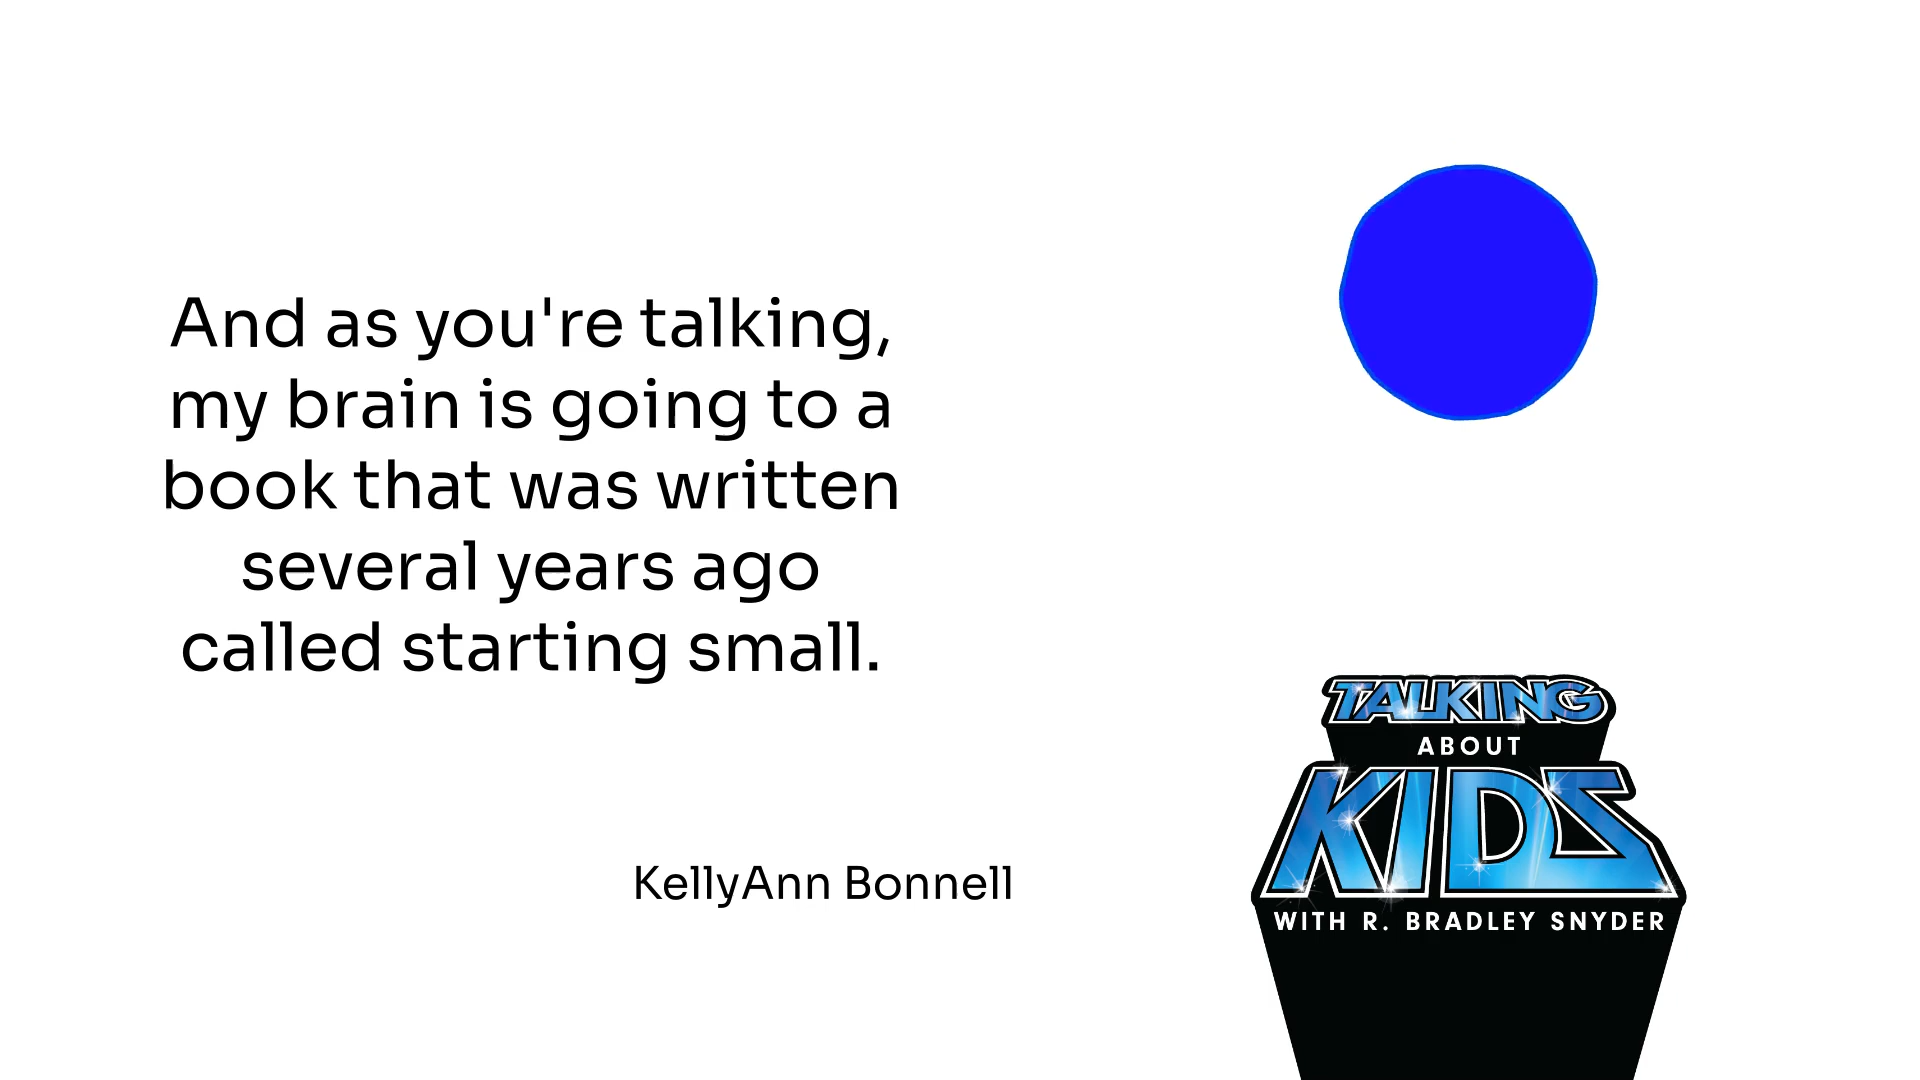 And as you're talking,
my brain is going to a
book that was written
several years ago
called starting small.
KellyAnn Bonnell
TALKING
ABOUT
KIDS
WITH R. BRADLEY SNYDER